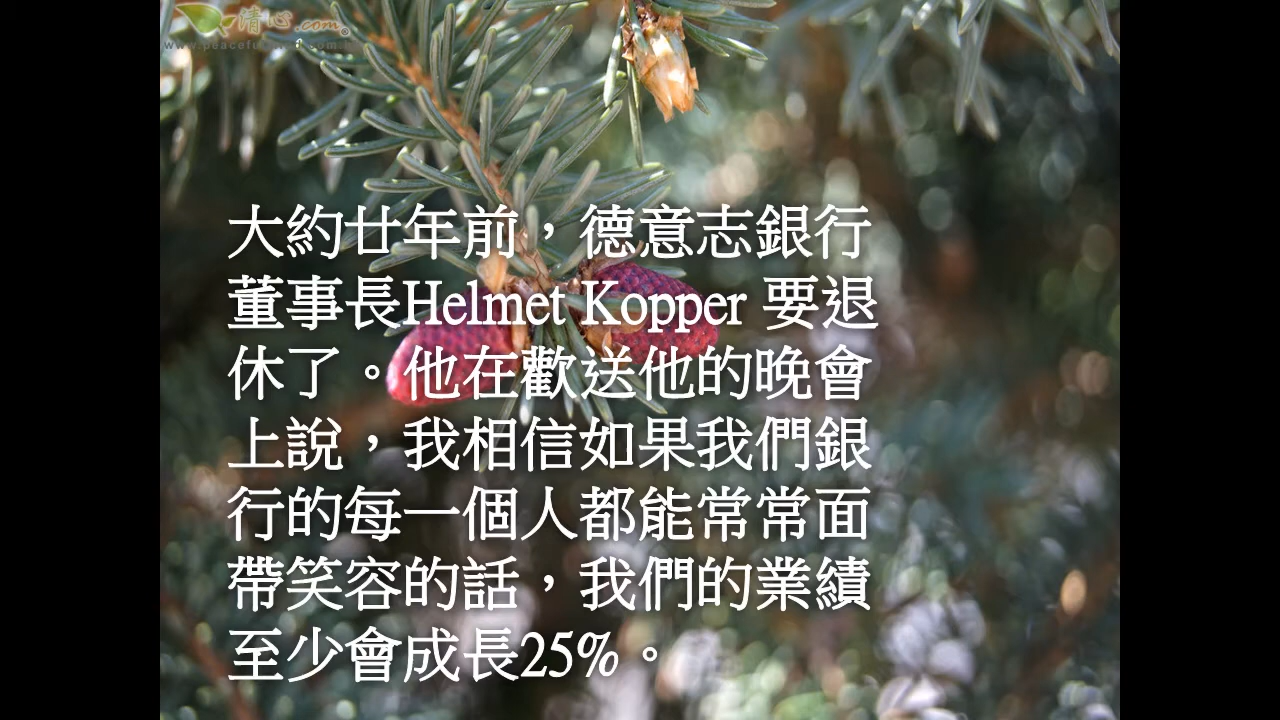 清心.com
大約廿年前，德意志銀行
董事長Helmet Kopper 要退
休了。他在歡送他的晚會
上說，我相信如果我們銀
行的每一個人都能常常面
帶笑容的話，我們的業績
至少會成長25%。